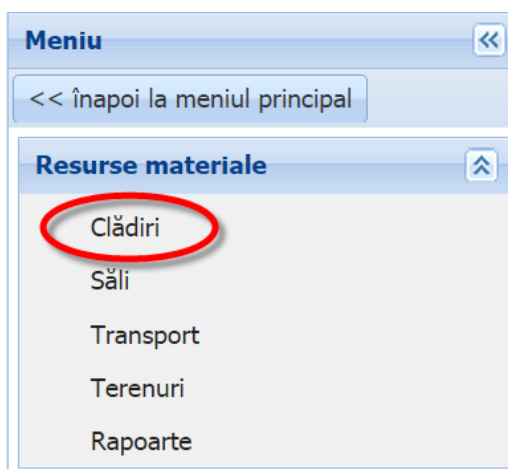 Meniu
<< înapoi la meniul principal
Resurse materiale
Clădiri
Săli
Transport
Terenuri
Rapoarte